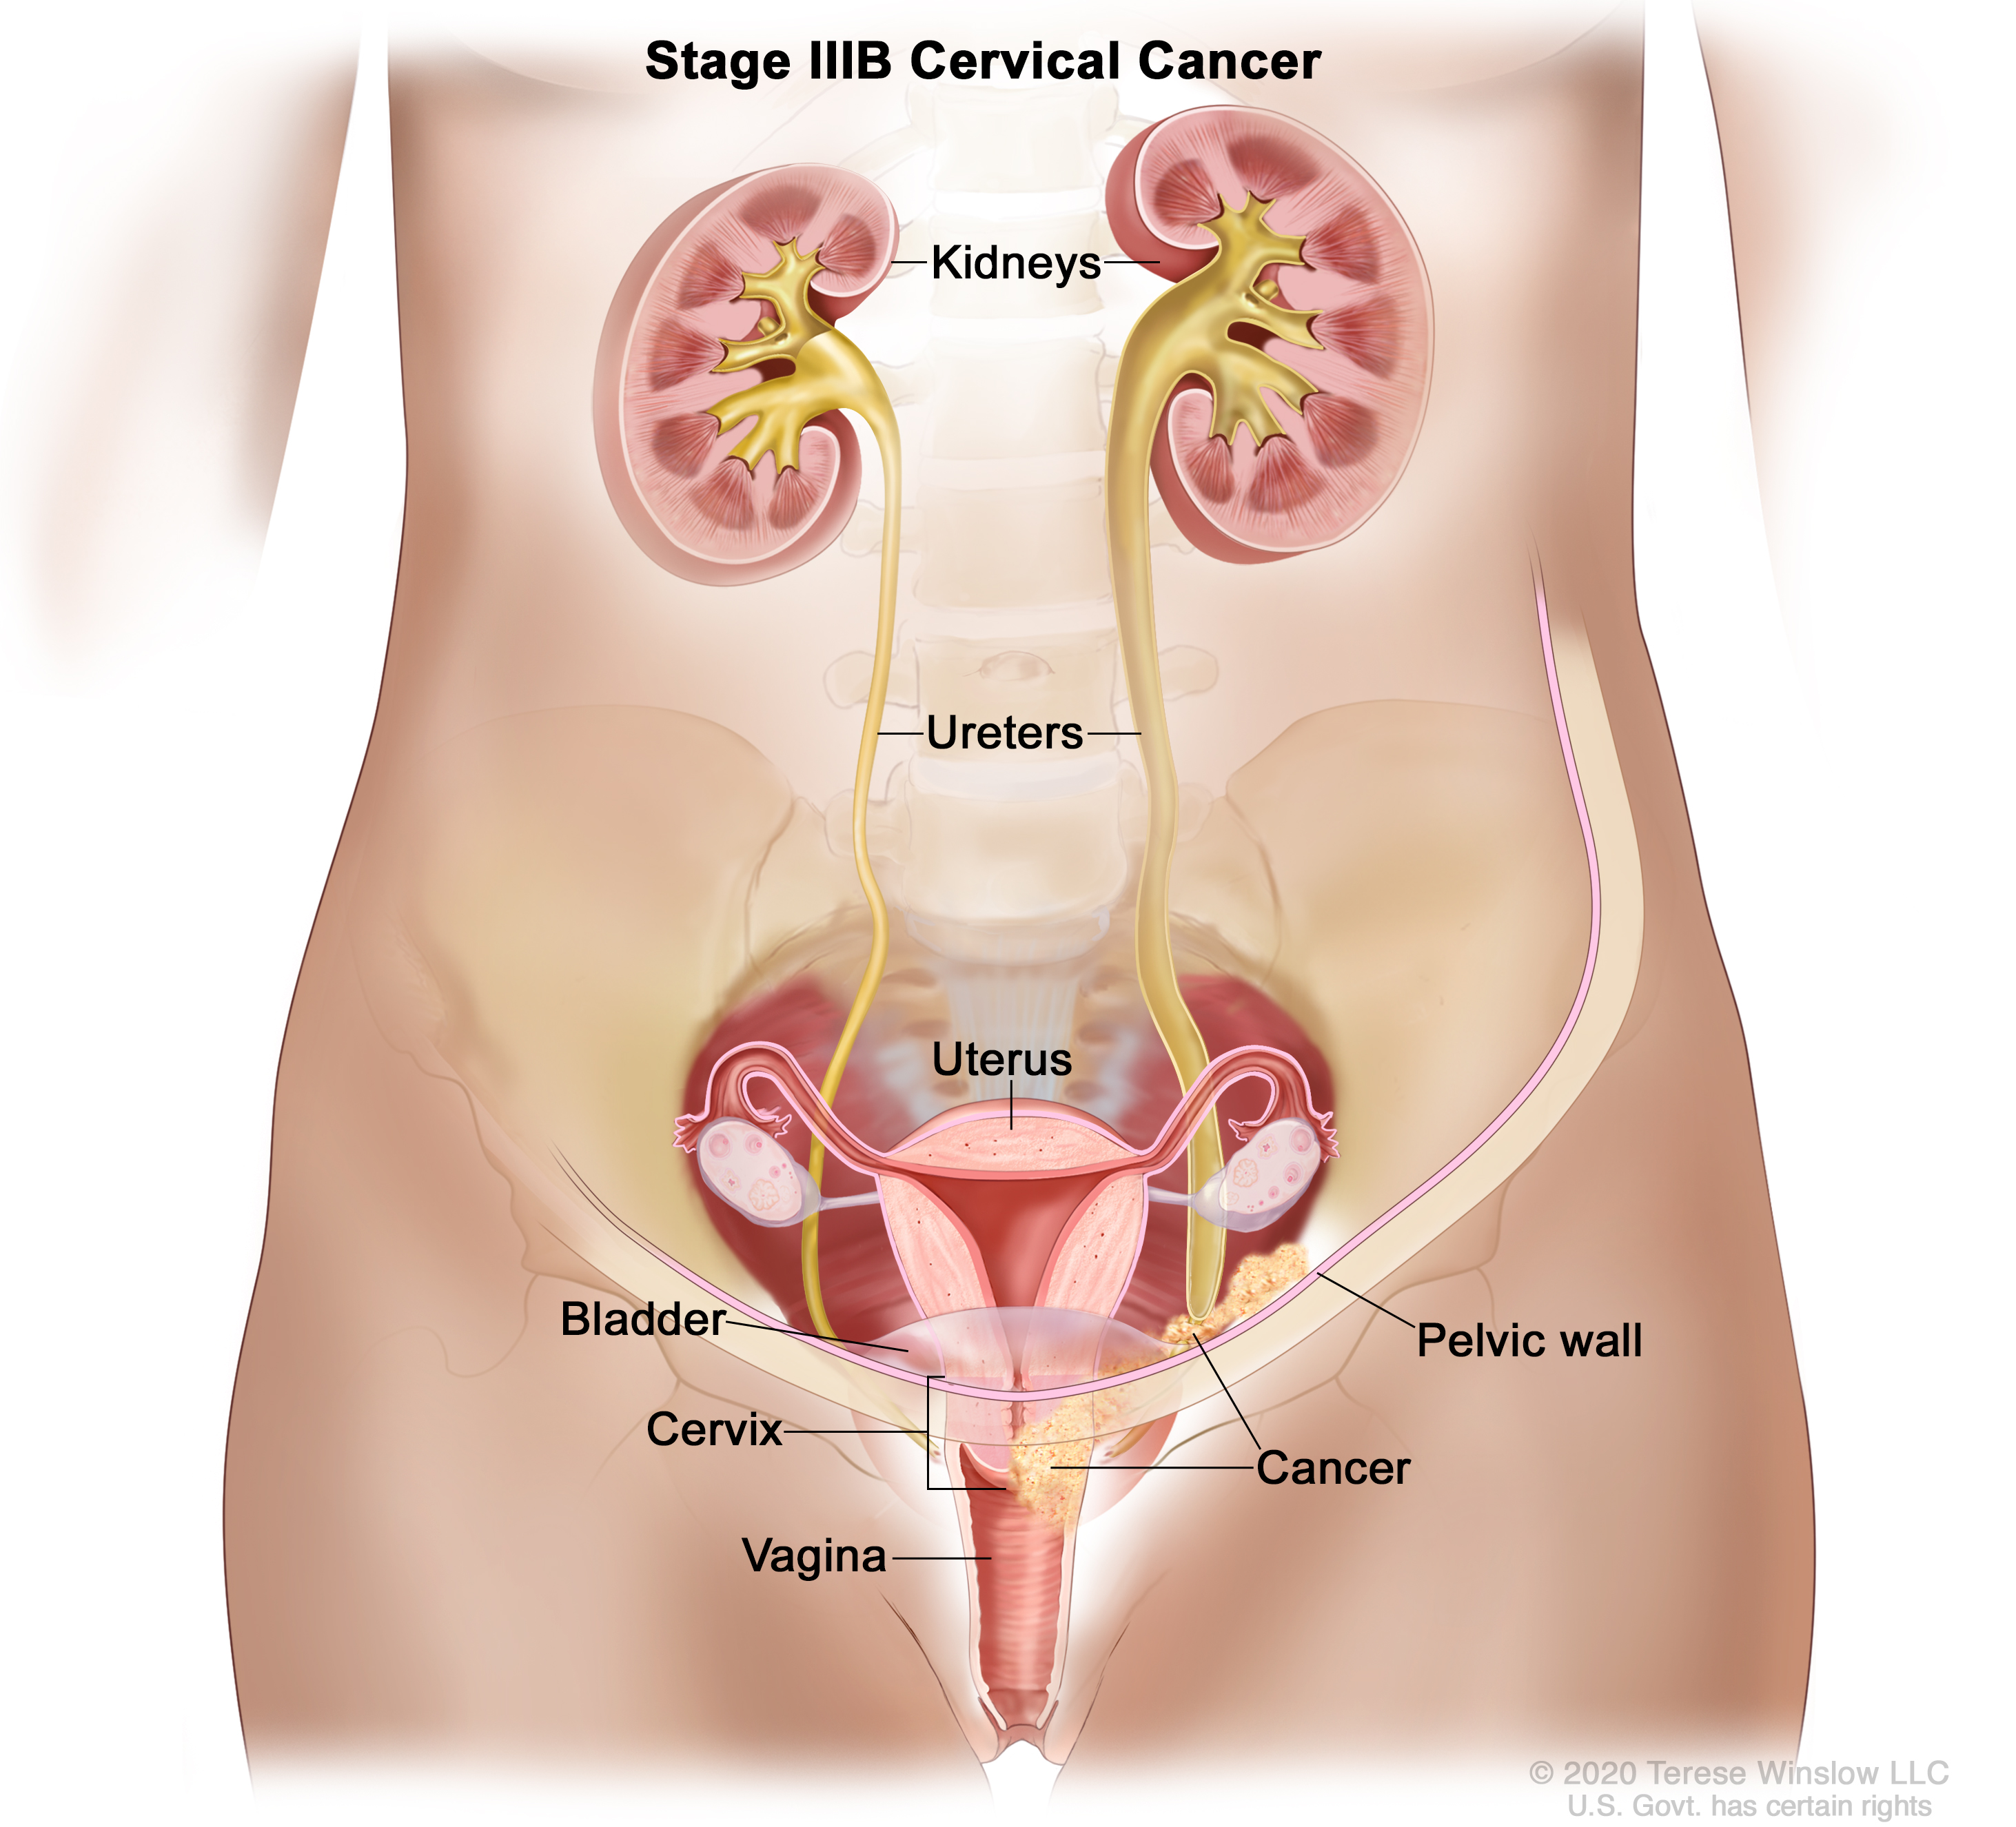 Stage IIIB Cervical Cancer
Kidneys
Ureters
Uterus
Bladder
Pelvic wall
Cervix
Cancer
Vagina
© 2020 Terese Winslow LLC
U.S. Govt. has certain rights